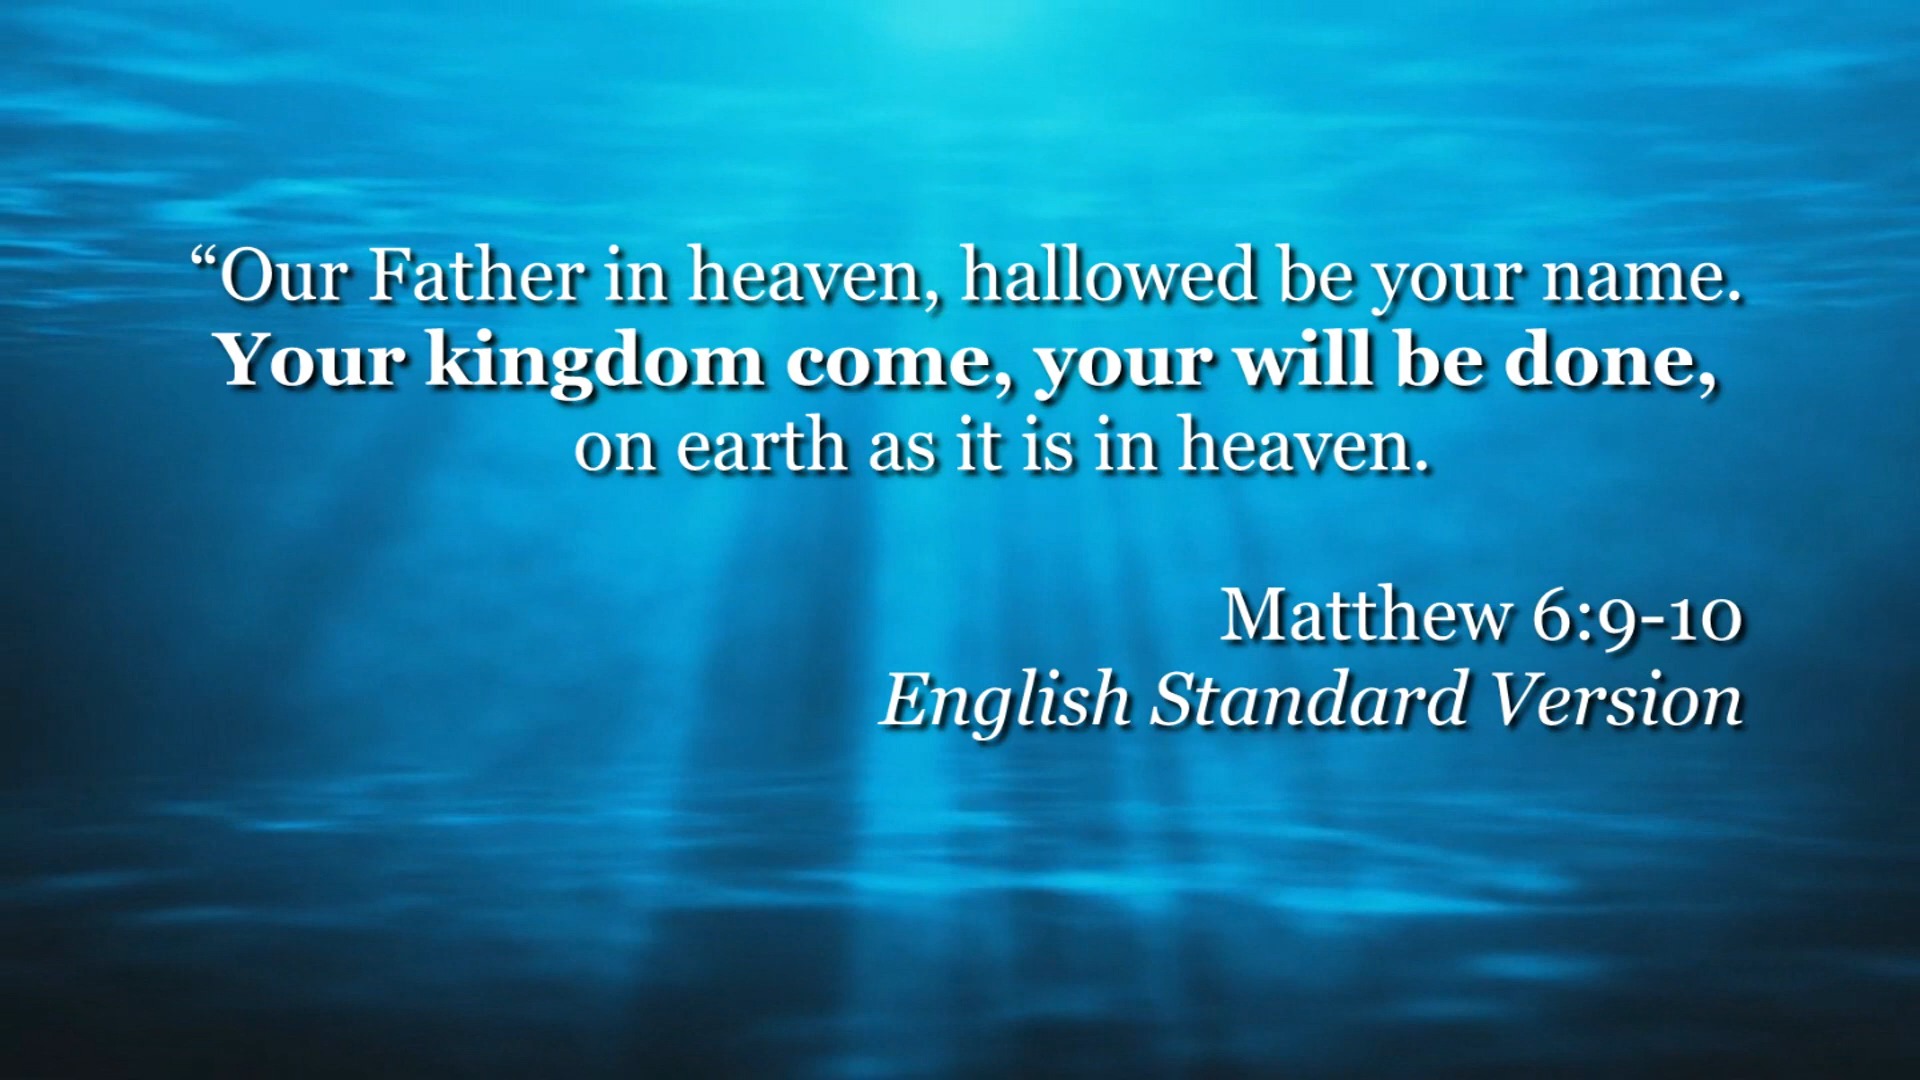 “Our Father in heaven, hallowed be your name.
Your kingdom come, your will be done,
on earth as it is in heaven.
Matthew 6:9-10
English Standard Version